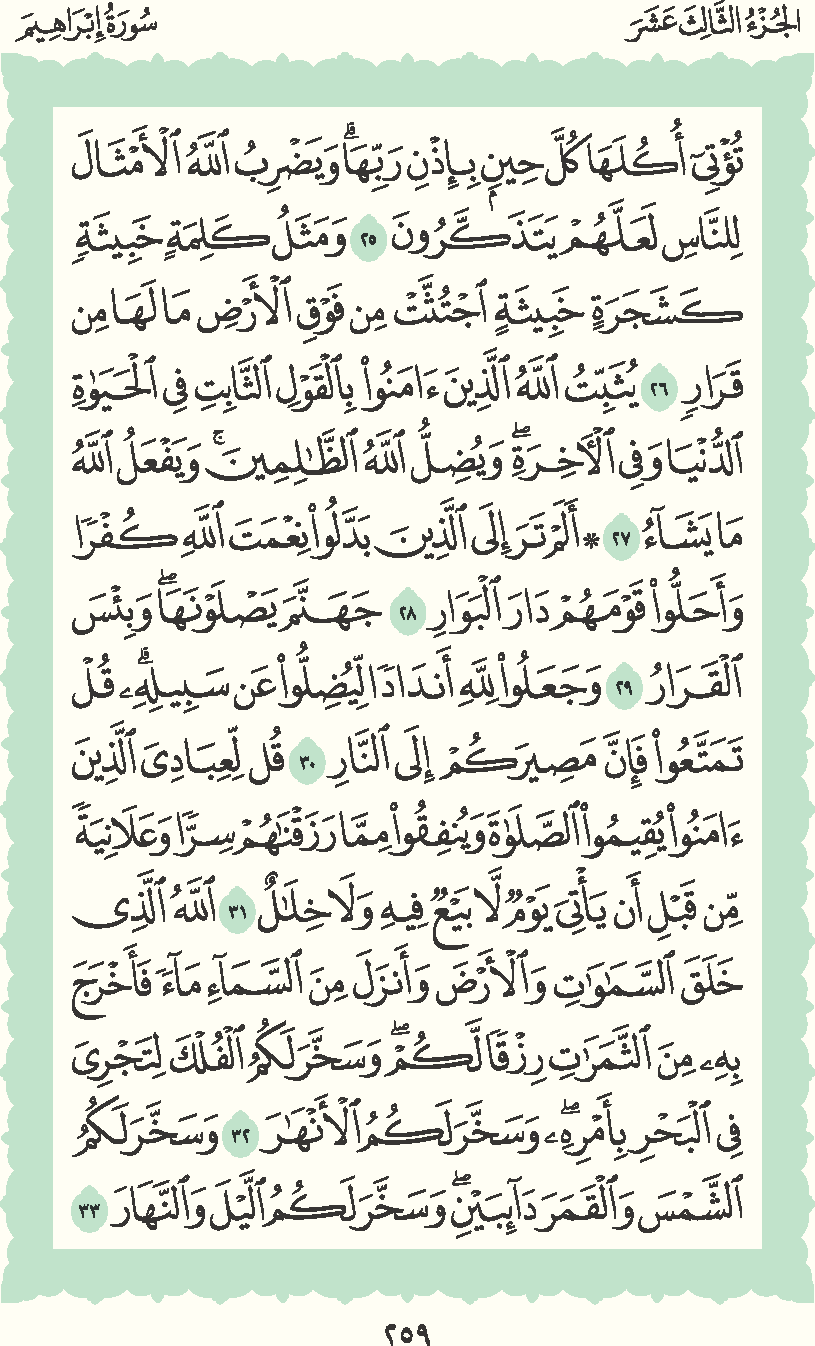 الجُزْءُ الثَّالِثَ عَشَرَ
سُورَةُ إِبْرَاهِيمَ
تُؤْتِىٓ أُكُلَهَا كُلَّ حِينٍۭ بِإِذْنِ رَبِّهَاۗ وَيَضْرِبُ ٱللَّهُ ٱلْأَمْثَالَ
لِلنَّاسِ لَعَلَّهُمْ يَتَذَكَّرُونَ ٢٥ وَمَثَلُ كَلِمَةٍ خَبِيثَةٍ
كَشَجَرَةٍ خَبِيثَةٍ ٱجْتُثَّتْ مِن فَوْقِ ٱلْأَرْضِ مَا لَهَا مِن
قَرَارٍ ٢٦ يُثَبِّتُ ٱللَّهُ ٱلَّذِينَ ءَامَنُوا۟ بِٱلْقَوْلِ ٱلثَّابِتِ فِى ٱلْحَيَوٰةِ
ٱلدُّنْيَا وَفِى ٱلْـَٔاخِرَةِۖ وَيُضِلُّ ٱللَّهُ ٱلظَّـٰلِمِينَۚ وَيَفْعَلُ ٱللَّهُ
مَا يَشَآءُ ٢٧ ۞ أَلَمْ تَرَ إِلَى ٱلَّذِينَ بَدَّلُوا۟ نِعْمَتَ ٱللَّهِ كُفْرًا
وَأَحَلُّوا۟ قَوْمَهُمْ دَارَ ٱلْبَوَارِ ٢٨ جَهَنَّمَ يَصْلَوْنَهَاۖ وَبِئْسَ
ٱلْقَرَارُ ٢٩ وَجَعَلُوا۟ لِلَّهِ أَندَادًا لِّيُضِلُّوا۟ عَن سَبِيلِهِۦۗ قُلْ
تَمَتَّعُوا۟ فَإِنَّ مَصِيرَكُمْ إِلَى ٱلنَّارِ ٣٠ قُل لِّعِبَادِىَ ٱلَّذِينَ
ءَامَنُوا۟ يُقِيمُوا۟ ٱلصَّلَوٰةَ وَيُنفِقُوا۟ مِمَّا رَزَقْنَـٰهُمْ سِرًّا وَعَلَانِيَةً
مِّن قَبْلِ أَن يَأْتِىَ يَوْمٌ لَّا بَيْعٌ فِيهِ وَلَا خِلَـٰلٌ ٣١ ٱللَّهُ ٱلَّذِى
خَلَقَ ٱلسَّمَـٰوَٰتِ وَٱلْأَرْضَ وَأَنزَلَ مِنَ ٱلسَّمَآءِ مَآءً فَأَخْرَجَ
بِهِۦ مِنَ ٱلثَّمَرَٰتِ رِزْقًا لَّكُمْۖ وَسَخَّرَ لَكُمُ ٱلْفُلْكَ لِتَجْرِىَ
فِى ٱلْبَحْرِ بِأَمْرِهِۦۖ وَسَخَّرَ لَكُمُ ٱلْأَنْهَـٰرَ ٣٢ وَسَخَّرَ لَكُمُ
ٱلشَّمْسَ وَٱلْقَمَرَ دَآئِبَيْنِۖ وَسَخَّرَ لَكُمُ ٱلَّيْلَ وَٱلنَّهَارَ ٣٣
٢٥٩